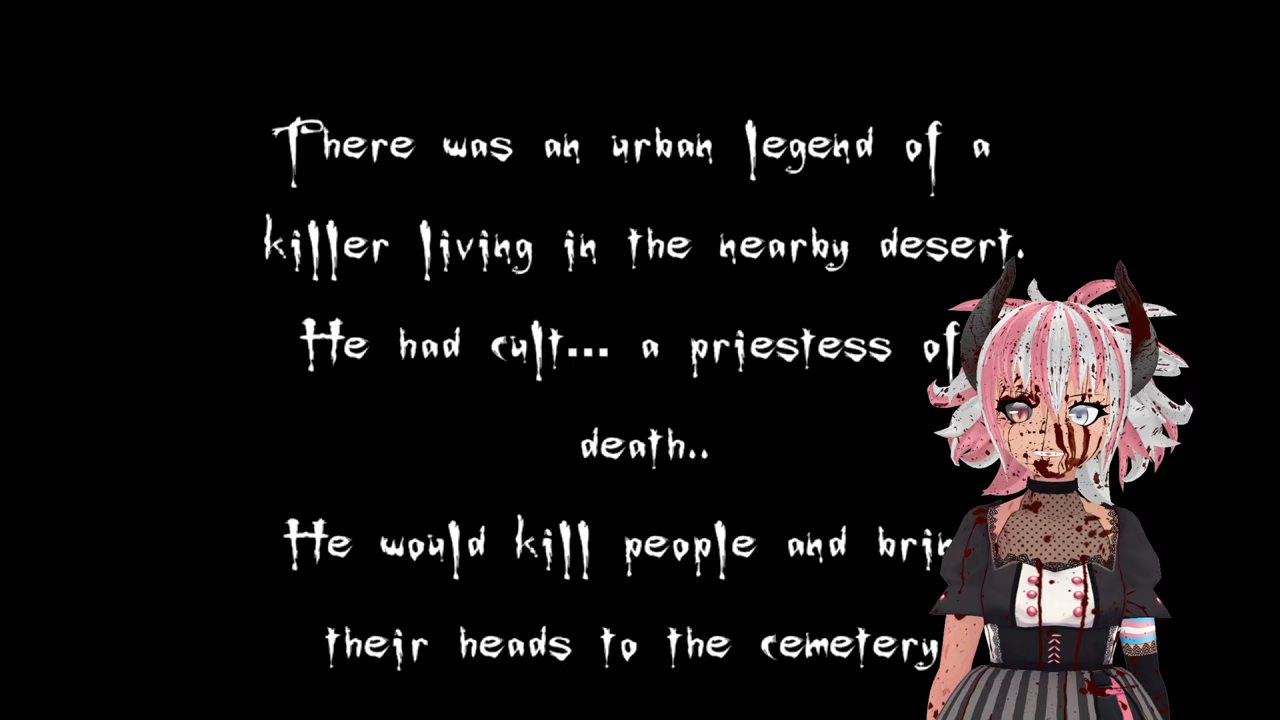 There was an urban legend of a
killer living in the nearby desert.
He had cult... a priestess of
death..
He would kill people and
their heads to the cemetery